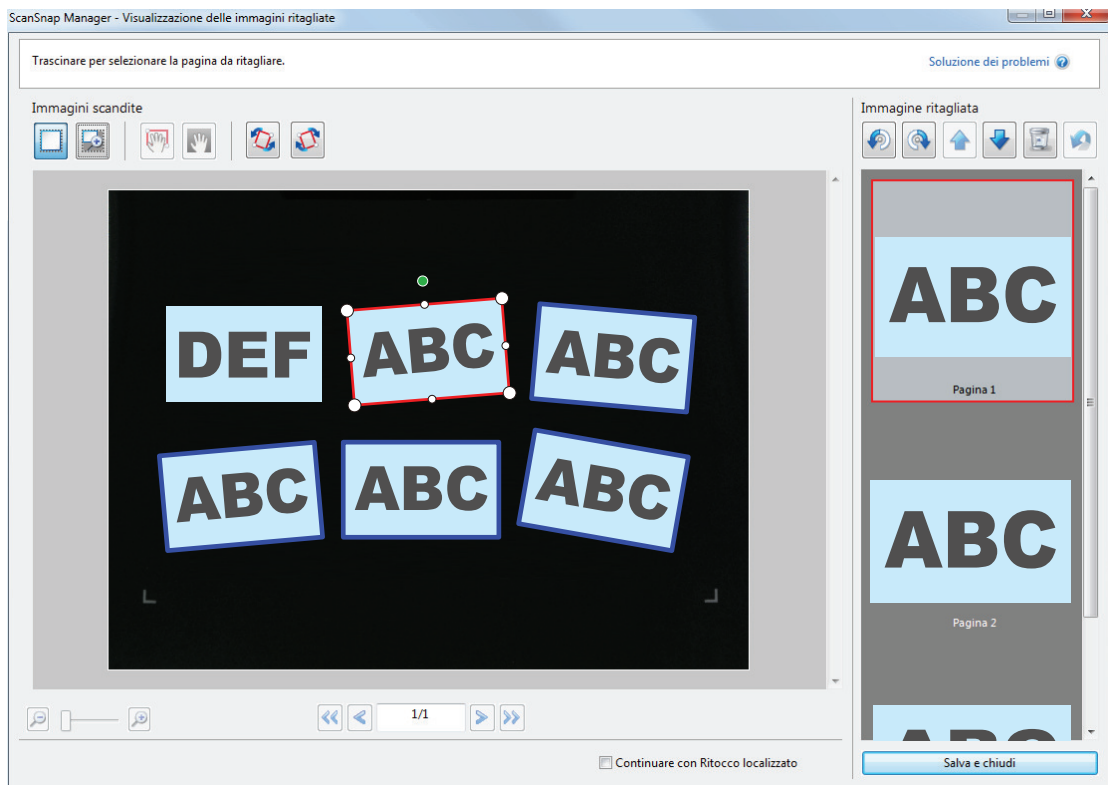 ScanSnap Manager - Visualizzazione delle immagini ritagliate
Trascinare per selezionare la pagina da ritagliare.
Soluzione dei problemi
Immagini scandite
Immagine ritagliata
DEF
ABC
ABC
ABC
ABC
ABC
ABC
Pagina 1
ABC
Pagina 2
ABC
1/1
Continuare con Ritocco localizzato
Salva e chiudi